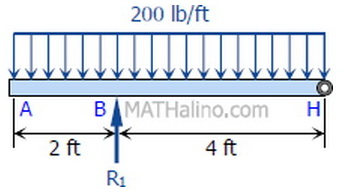 200 lb/ft
A B MATHalino.com H
2 ft 4 ft
R₁